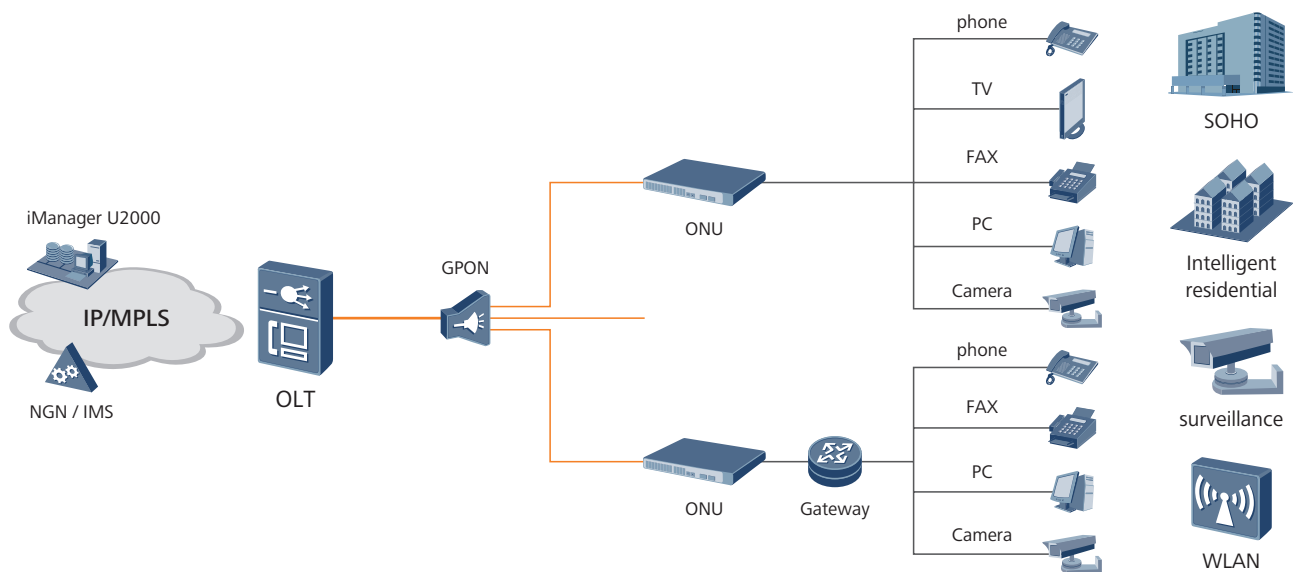 iManager U2000
IP/MPLS
NGN / IMS
OLT
GPON
ONU
phone
TV
FAX
PC
Camera
ONU
Gateway
phone
FAX
PC
Camera
SOHO
Intelligent
residential
surveillance
WLAN